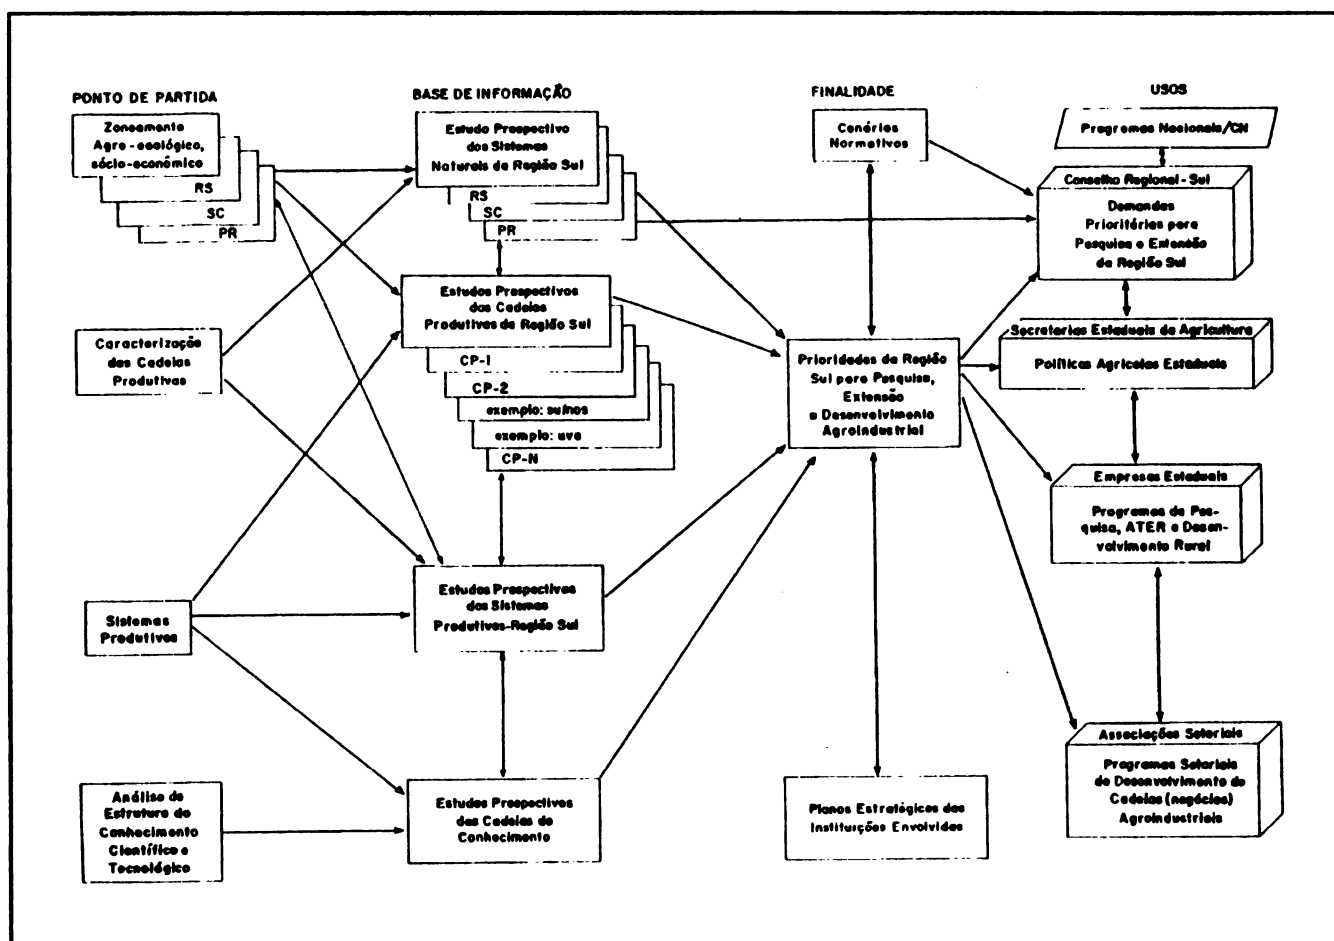 PONTO DE PARTIDA
Zoneamento
Agro-ecológico,
sócio-econômico
RS
SC
PR
Caracterização
das Cadeias
Produtivas
Sistemas
Produtivos
Análise da
Estrutura do
Conhecimento
Científico e
Tecnológico
BASE DE INFORMAÇÃO
Estudo Prospectivo
dos Sistemas
Naturais da Região Sul
RS
SC
PR
Estudos Prospectivos
das Cadeias
Produtivas da Região Sul
CP-1
CP-2
exemplo: suínos
exemplo: uva
CP-N
Estudos Prospectivos
dos Sistemas
Produtivos-Região Sul
Estudos Prospectivos
das Cadeias de
Conhecimento
FINALIDADE
Cenários
Normativos
Prioridades da Região
Sul para Pesquisa,
Extensão
e Desenvolvimento
Agroindustrial
Planos Estratégicos das
Instituições Envolvidas
USOS
Programas Nacionais/CN
Conselho Regional - Sul
Demandas
Prioritárias para
Pesquisa e Extensão
da Região Sul
Secretarias Estaduais de Agricultura
Políticas Agrícolas Estaduais
Empresas Estaduais
Programas de Pes-
quisa, ATER e Desen-
volvimento Rural
Associações Setoriais
Programas Setoriais
de Desenvolvimento de
Cadeias (negócios)
Agroindustriais